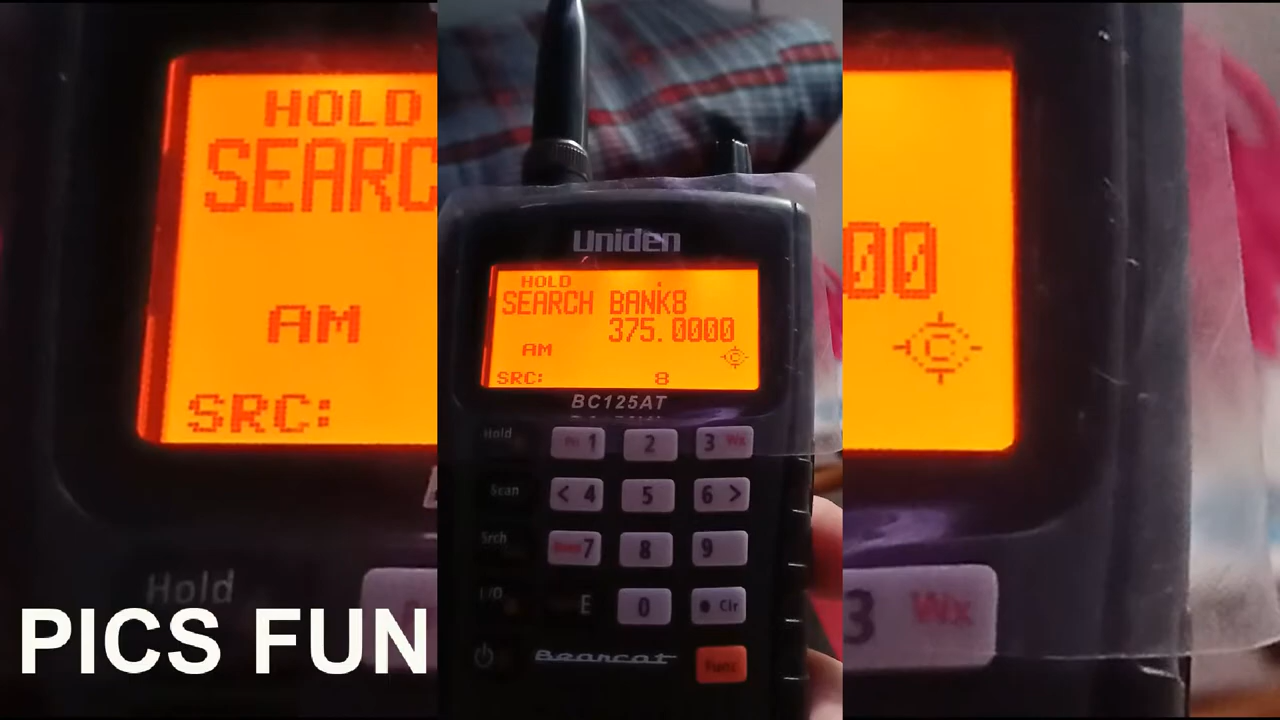 HOLD
SEARC
AM
SRC:
Hold
PICS FUN
Uniden
HOLD
SEARCH BANK8
375.0000
AM
C
SRC: 8
BC125AT
Hold
Pri 1
2
3 Wx
Scan
< 4
5
6 >
Srch
7
8
9
E
0
• Clr
Bearcat
Func
00
C
3 Wx